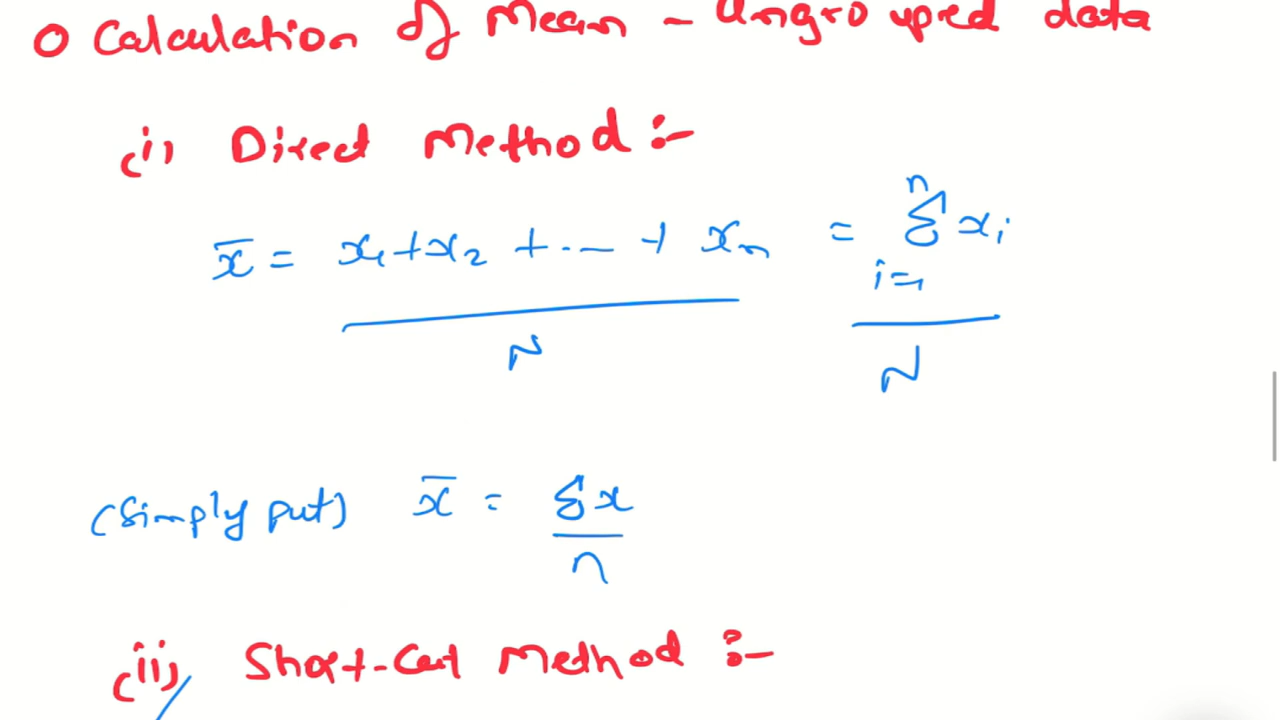 o Calculation of Mean - Ungrouped data
(i) Direct Method :-
x̄ = x₁+x₂ + .... + xₙ / N = ⁿΣᵢ₌₁ xᵢ / N
(Simply put) x̄ = Σx / n
(ii) Short-Cut Method :-